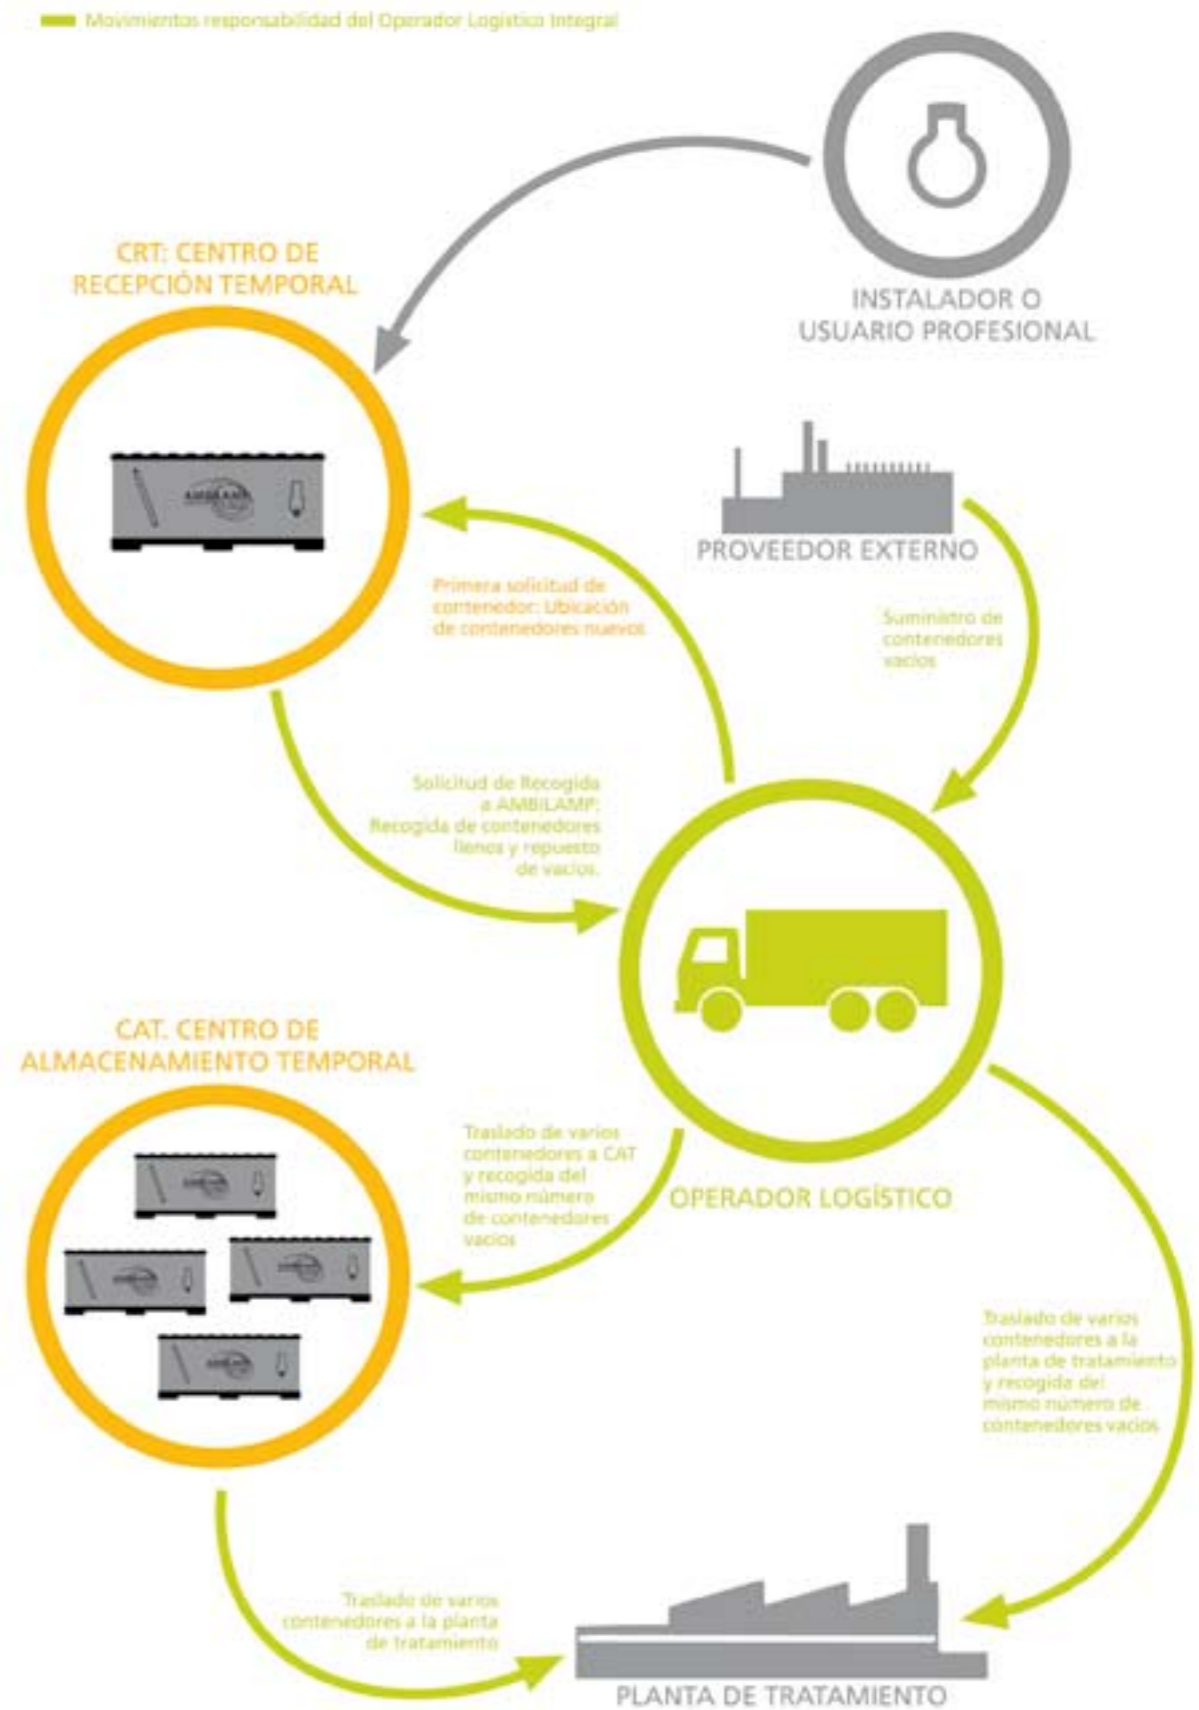 Movimientos responsabilidad del Operador Logístico Integral
CRT: CENTRO DE
RECEPCIÓN TEMPORAL
INSTALADOR O
USUARIO PROFESIONAL
AMBILAMP
PROVEEDOR EXTERNO
Primera solicitud de
contenedor: Ubicación
de contenedores nuevos
Suministro de
contenedores
vacíos
Solicitud de Recogida
a AMBILAMP:
Recogida de contenedores
llenos y repuesto
de vacíos.
CAT. CENTRO DE
ALMACENAMIENTO TEMPORAL
Traslado de varios
contenedores a CAT
y recogida del
mismo número
de contenedores
vacíos
OPERADOR LOGÍSTICO
Traslado de varios
contenedores a la
planta de tratamiento
y recogida del
mismo número de
contenedores vacíos
Traslado de varios
contenedores a la planta
de tratamiento
PLANTA DE TRATAMIENTO